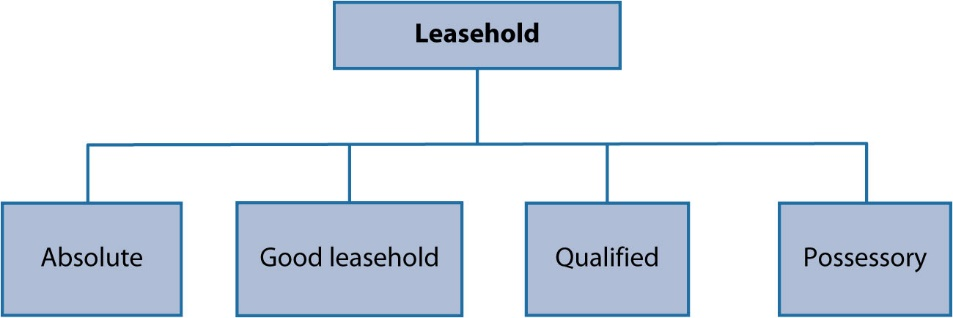 Leasehold
Absolute
Good leasehold
Qualified
Possessory